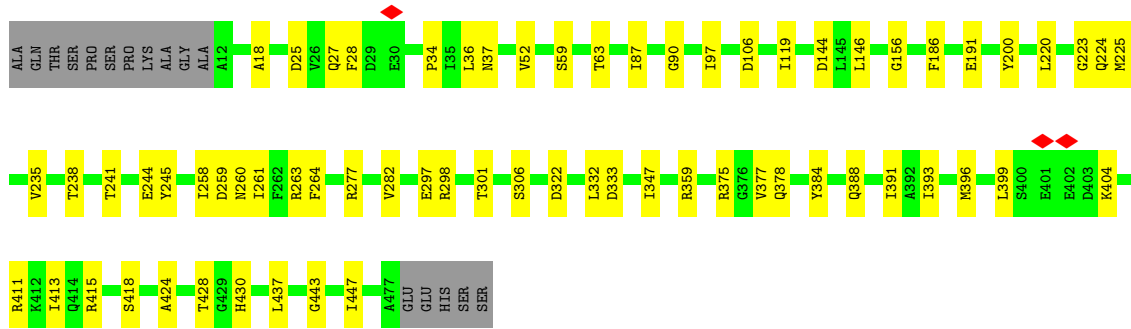 ALA GLN THR SER PRO SER PRO LYS ALA GLY ALA A12 A18 D25 V26 Q27 F28 D29 E30 P34 I35 L36 N37 V52 S59 T63 I87 G90 I97 D106 I119 D144 L145 L146 G156 F186 E191 Y200 L220 G223 Q224 M225
V235 T238 T241 E244 Y245 I258 D259 N260 I261 F262 R263 F264 R277 V282 E297 R298 T301 S306 D322 L332 D333 I347 R359 R375 G376 V377 Q378 Y384 Q388 I391 A392 I393 M396 L399 S400 E401 E402 D403 K404
R411 K412 I413 Q414 R415 S418 A424 T428 G429 H430 L437 G443 I447 A477 GLU GLU HIS SER SER